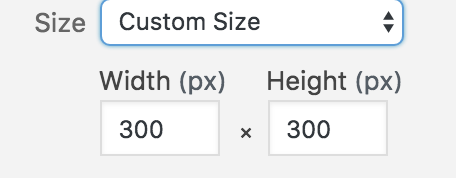 Size Custom Size
Width (px) Height (px)
300 × 300